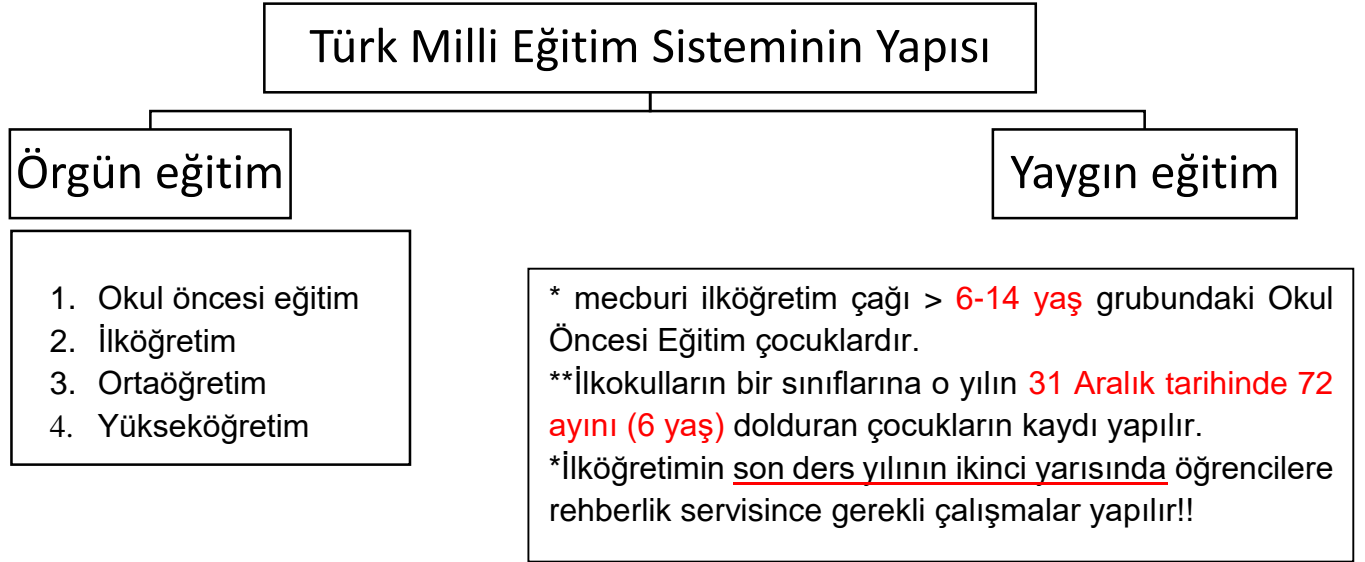 Türk Milli Eğitim Sisteminin Yapısı
Örgün eğitim
Yaygın eğitim
1. Okul öncesi eğitim
2. İlköğretim
3. Ortaöğretim
4. Yükseköğretim
* mecburi ilköğretim çağı > 6-14 yaş grubundaki Okul
Öncesi Eğitim çocuklardır.
**İlkokulların bir sınıflarına o yılın 31 Aralık tarihinde 72
ayını (6 yaş) dolduran çocukların kaydı yapılır.
*İlköğretimin son ders yılının ikinci yarısında öğrencilere
rehberlik servisince gerekli çalışmalar yapılır!!